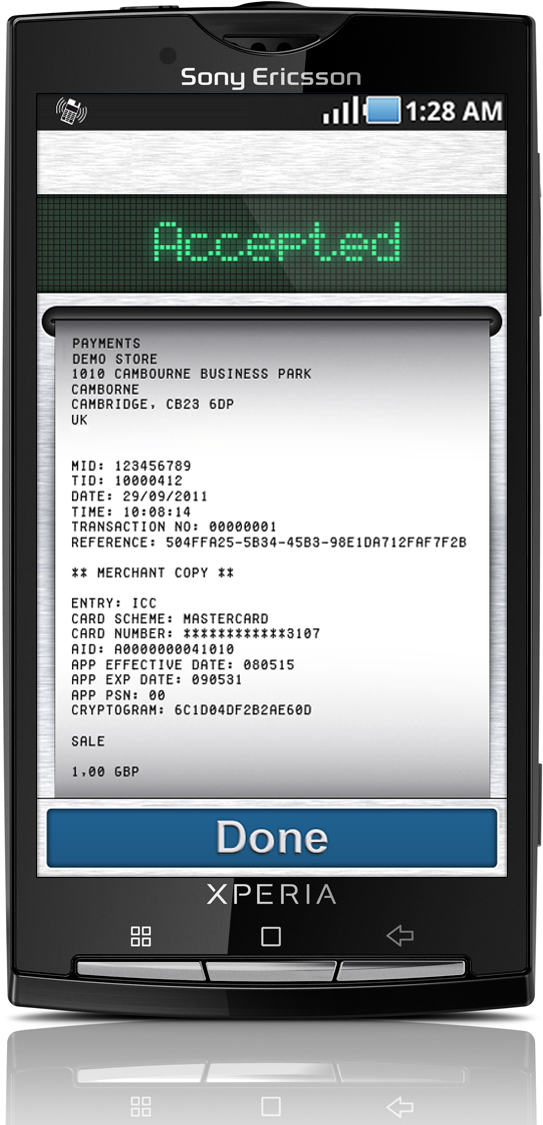 Sony Ericsson
1:28 AM
Accepted
PAYMENTS
DEMO STORE
1010 CAMBOURNE BUSINESS PARK
CAMBORNE
CAMBRIDGE, CB23 6DP
UK
MID: 123456789
TID: 10000412
DATE: 29/09/2011
TIME: 10:08:14
TRANSACTION NO: 00000001
REFERENCE: 504FFA25-5B34-45B3-98E1DA712FAF7F2B
** MERCHANT COPY **
ENTRY: ICC
CARD SCHEME: MASTERCARD
CARD NUMBER: ************3107
AID: A0000000041010
APP EFFECTIVE DATE: 080515
APP EXP DATE: 090531
APP PSN: 00
CRYPTOGRAM: 6C1D04DF2B2AE60D
SALE
1,00 GBP
Done
XPERIA